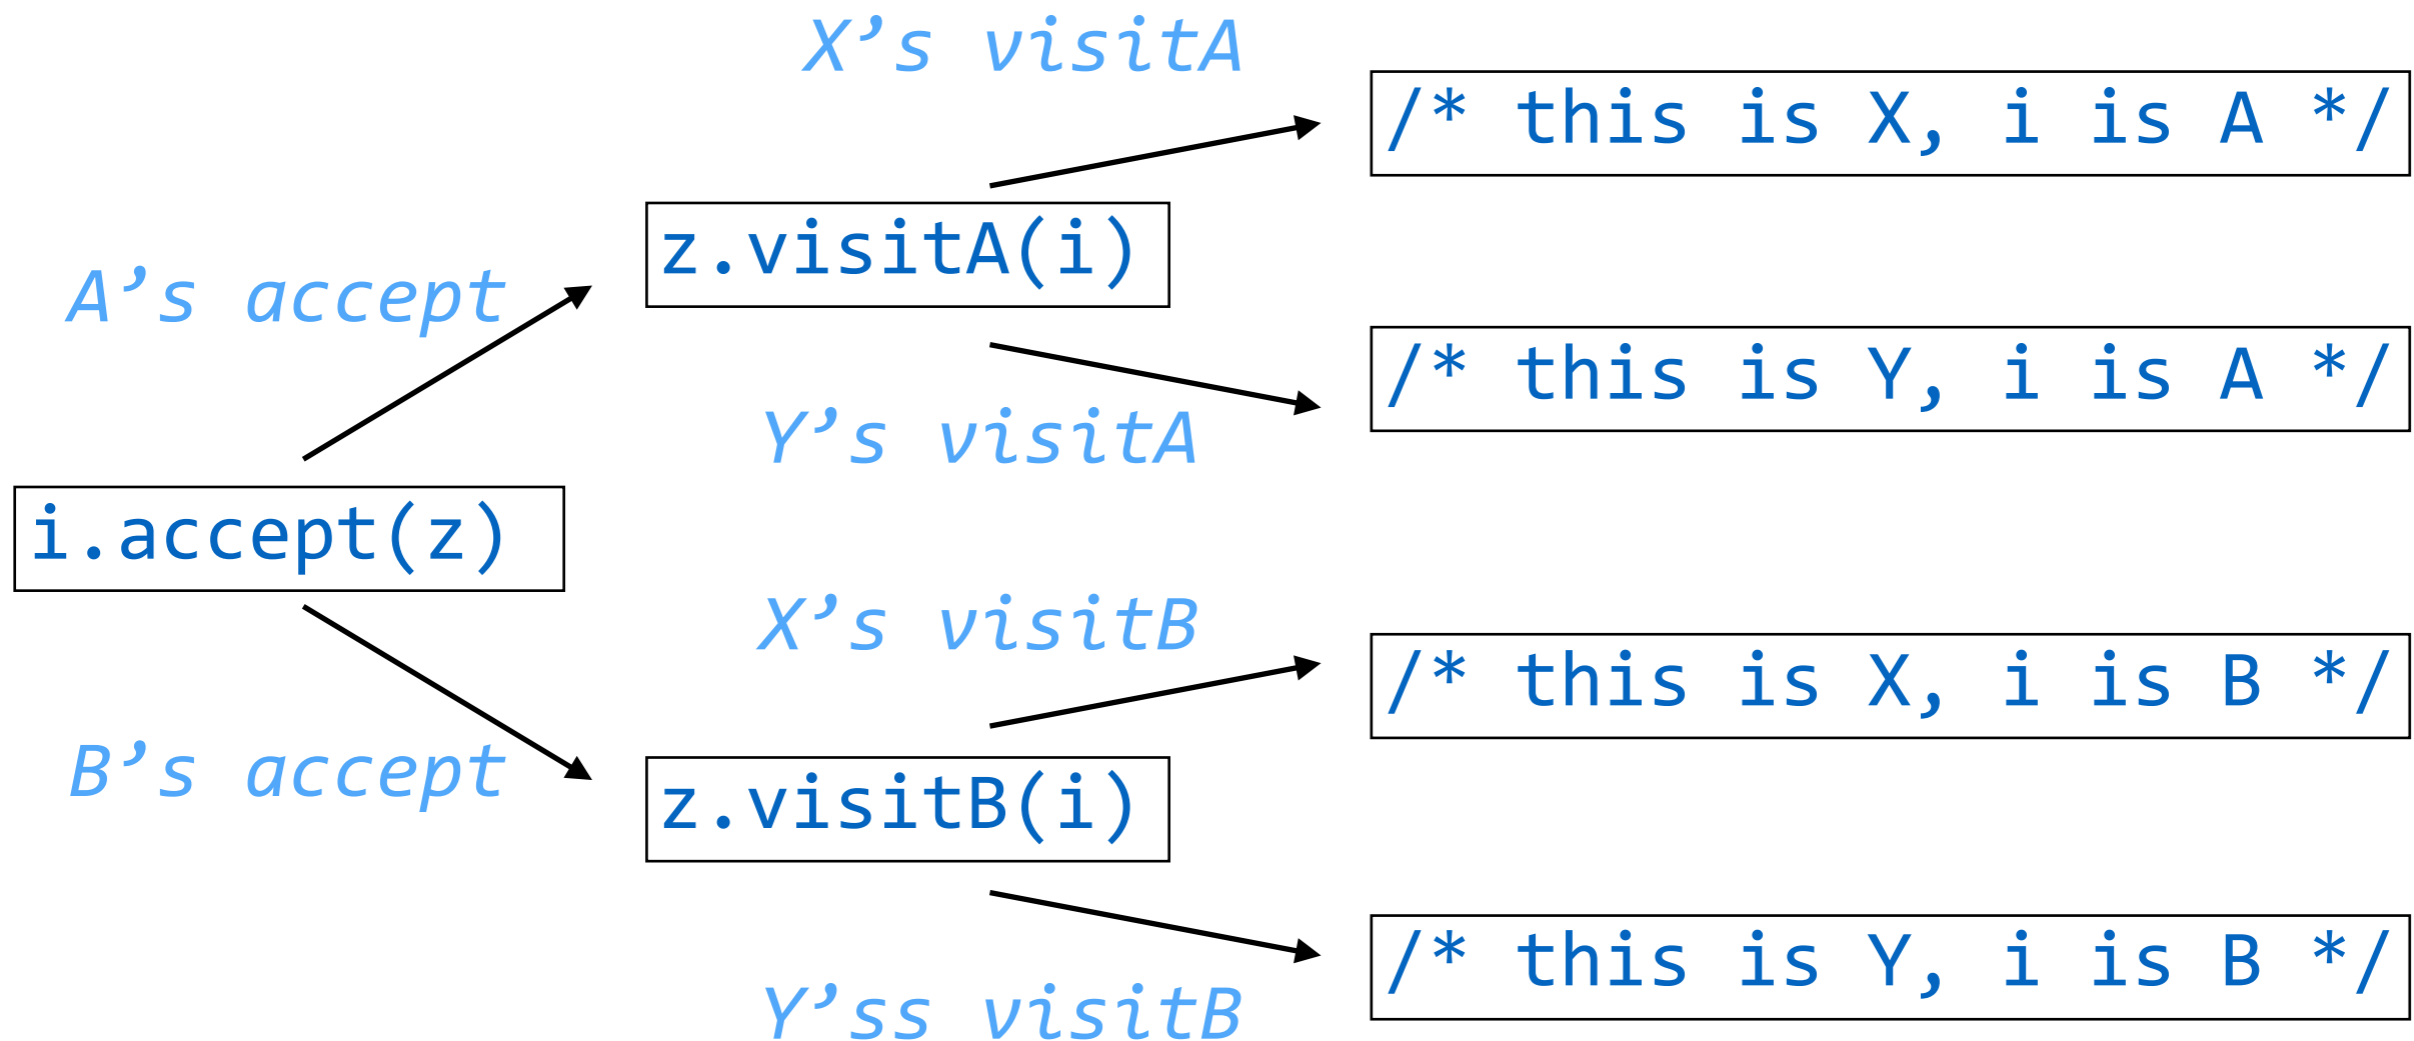 X’s visitA
/* this is X, i is A */
z.visitA(i)
A’s accept
/* this is Y, i is A */
Y’s visitA
i.accept(z)
X’s visitB
/* this is X, i is B */
B’s accept
z.visitB(i)
/* this is Y, i is B */
Y’ss visitB